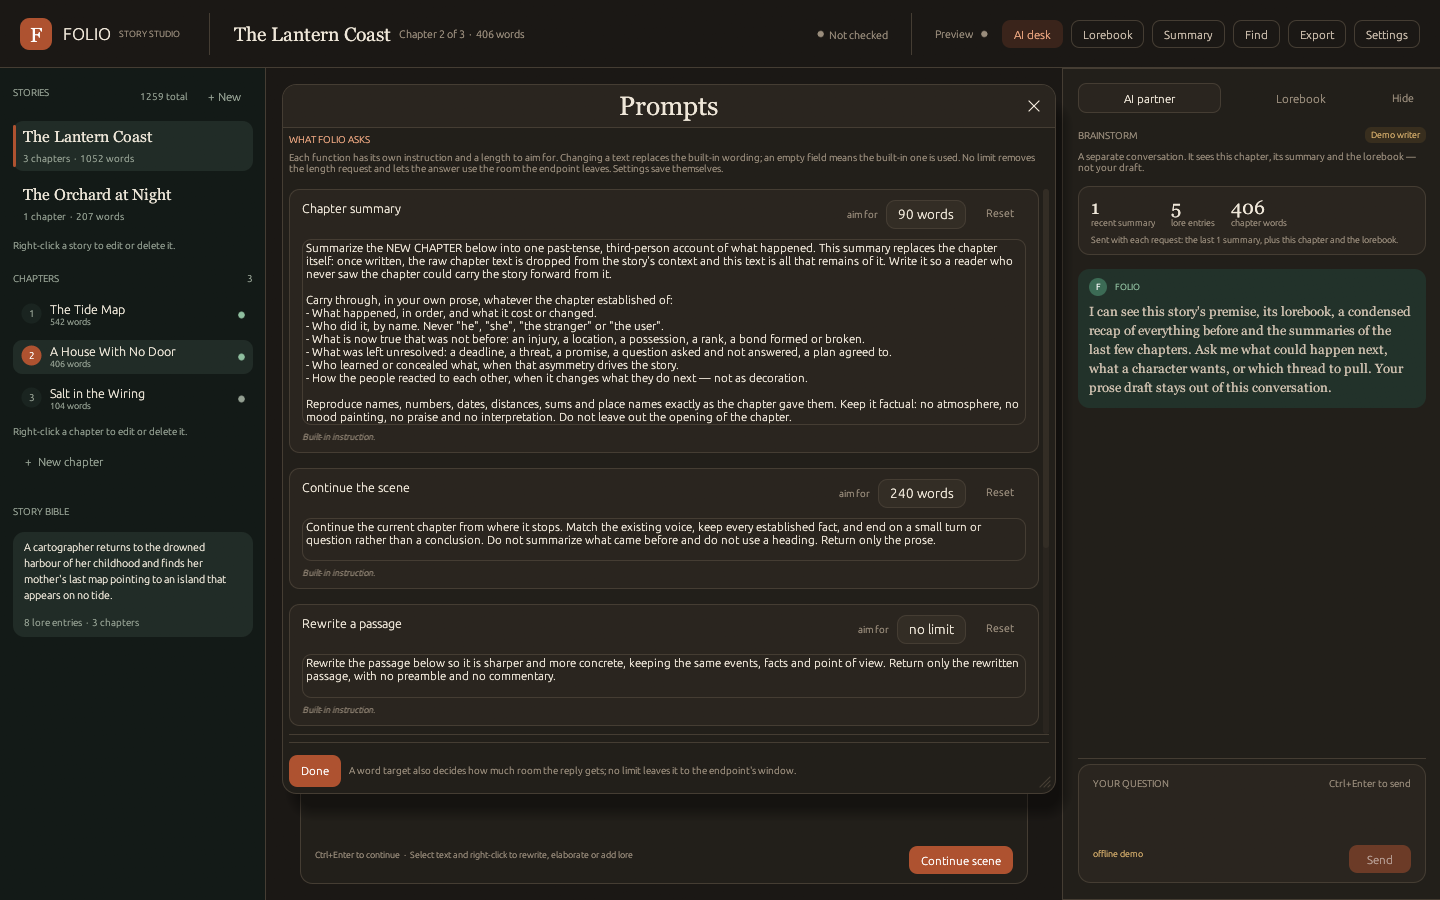 F FOLIO STORY STUDIO
The Lantern Coast Chapter 2 of 3 · 406 words
Not checked
Preview
AI desk
Lorebook
Summary
Find
Export
Settings
STORIES
1259 total
+ New
The Lantern Coast
3 chapters · 1052 words
The Orchard at Night
1 chapter · 207 words
Right-click a story to edit or delete it.
CHAPTERS 3
1 The Tide Map
542 words
2 A House With No Door
406 words
3 Salt in the Wiring
104 words
Right-click a chapter to edit or delete it.
+ New chapter
STORY BIBLE
A cartographer returns to the drowned
harbour of her childhood and finds her
mother's last map pointing to an island that
appears on no tide.
8 lore entries · 3 chapters
Prompts
WHAT FOLIO ASKS
Each function has its own instruction and a length to aim for. Changing a text replaces the built-in wording; an empty field means the built-in one is used. No limit removes
the length request and lets the answer use the room the endpoint leaves. Settings save themselves.
Chapter summary
aim for 90 words Reset
Summarize the NEW CHAPTER below into one past-tense, third-person account of what happened. This summary replaces the chapter
itself: once written, the raw chapter text is dropped from the story's context and this text is all that remains of it. Write it so a reader who
never saw the chapter could carry the story forward from it.
Carry through, in your own prose, whatever the chapter established of:
- What happened, in order, and what it cost or changed.
- Who did it, by name. Never "he", "she", "the stranger" or "the user".
- What is now true that was not before: an injury, a location, a possession, a rank, a bond formed or broken.
- What was left unresolved: a deadline, a threat, a promise, a question asked and not answered, a plan agreed to.
- Who learned or concealed what, when that asymmetry drives the story.
- How the people reacted to each other, when it changes what they do next — not as decoration.
Reproduce names, numbers, dates, distances, sums and place names exactly as the chapter gave them. Keep it factual: no atmosphere, no
mood painting, no praise and no interpretation. Do not leave out the opening of the chapter.
Built-in instruction.
Continue the scene
aim for 240 words Reset
Continue the current chapter from where it stops. Match the existing voice, keep every established fact, and end on a small turn or
question rather than a conclusion. Do not summarize what came before and do not use a heading. Return only the prose.
Built-in instruction.
Rewrite a passage
aim for no limit Reset
Rewrite the passage below so it is sharper and more concrete, keeping the same events, facts and point of view. Return only the rewritten
passage, with no preamble and no commentary.
Built-in instruction.
Done
A word target also decides how much room the reply gets; no limit leaves it to the endpoint's window.
Ctrl+Enter to continue · Select text and right-click to rewrite, elaborate or add lore
Continue scene
AI partner
Lorebook
Hide
BRAINSTORM
Demo writer
A separate conversation. It sees this chapter, its summary and the lorebook —
not your draft.
1 5 406
recent summary lore entries chapter words
Sent with each request: the last 1 summary, plus this chapter and the lorebook.
F FOLIO
I can see this story's premise, its lorebook, a condensed
recap of everything before and the summaries of the
last few chapters. Ask me what could happen next,
what a character wants, or which thread to pull. Your
prose draft stays out of this conversation.
YOUR QUESTION
Ctrl+Enter to send
offline demo
Send